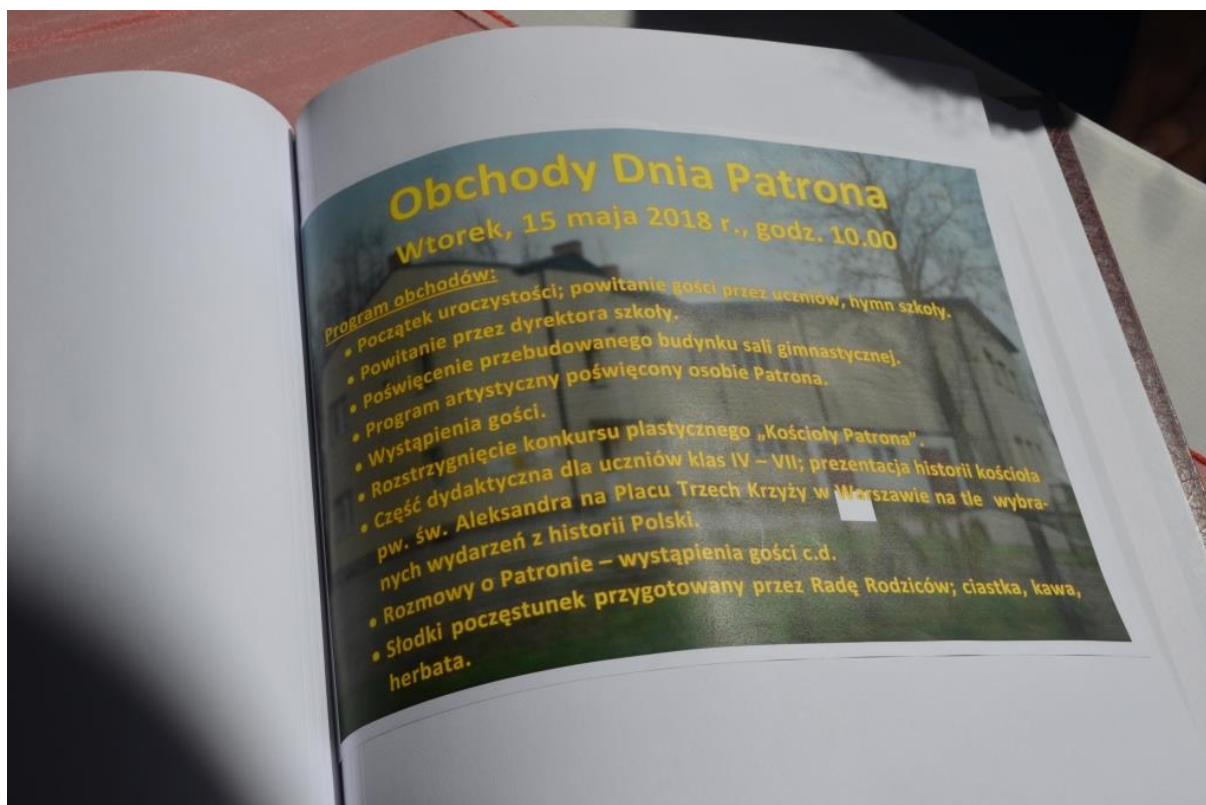 Obchody Dnia Patrona
Wtorek, 15 maja 2018 r., godz. 10.00
Program obchodów:
• Początek uroczystości; powitanie gości przez uczniów, hymn szkoły.
• Powitanie przez dyrektora szkoły.
• Poświęcenie przebudowanego budynku sali gimnastycznej.
• Program artystyczny poświęcony osobie Patrona.
• Wystąpienia gości.
• Rozstrzygnięcie konkursu plastycznego „Kościoły Patrona”.
• Część dydaktyczna dla uczniów klas IV – VII; prezentacja historii kościoła
pw. św. Aleksandra na Placu Trzech Krzyży w Warszawie na tle wybra-
nych wydarzeń z historii Polski.
• Rozmowy o Patronie – wystąpienia gości c.d.
• Słodki poczęstunek przygotowany przez Radę Rodziców; ciastka, kawa,
herbata.